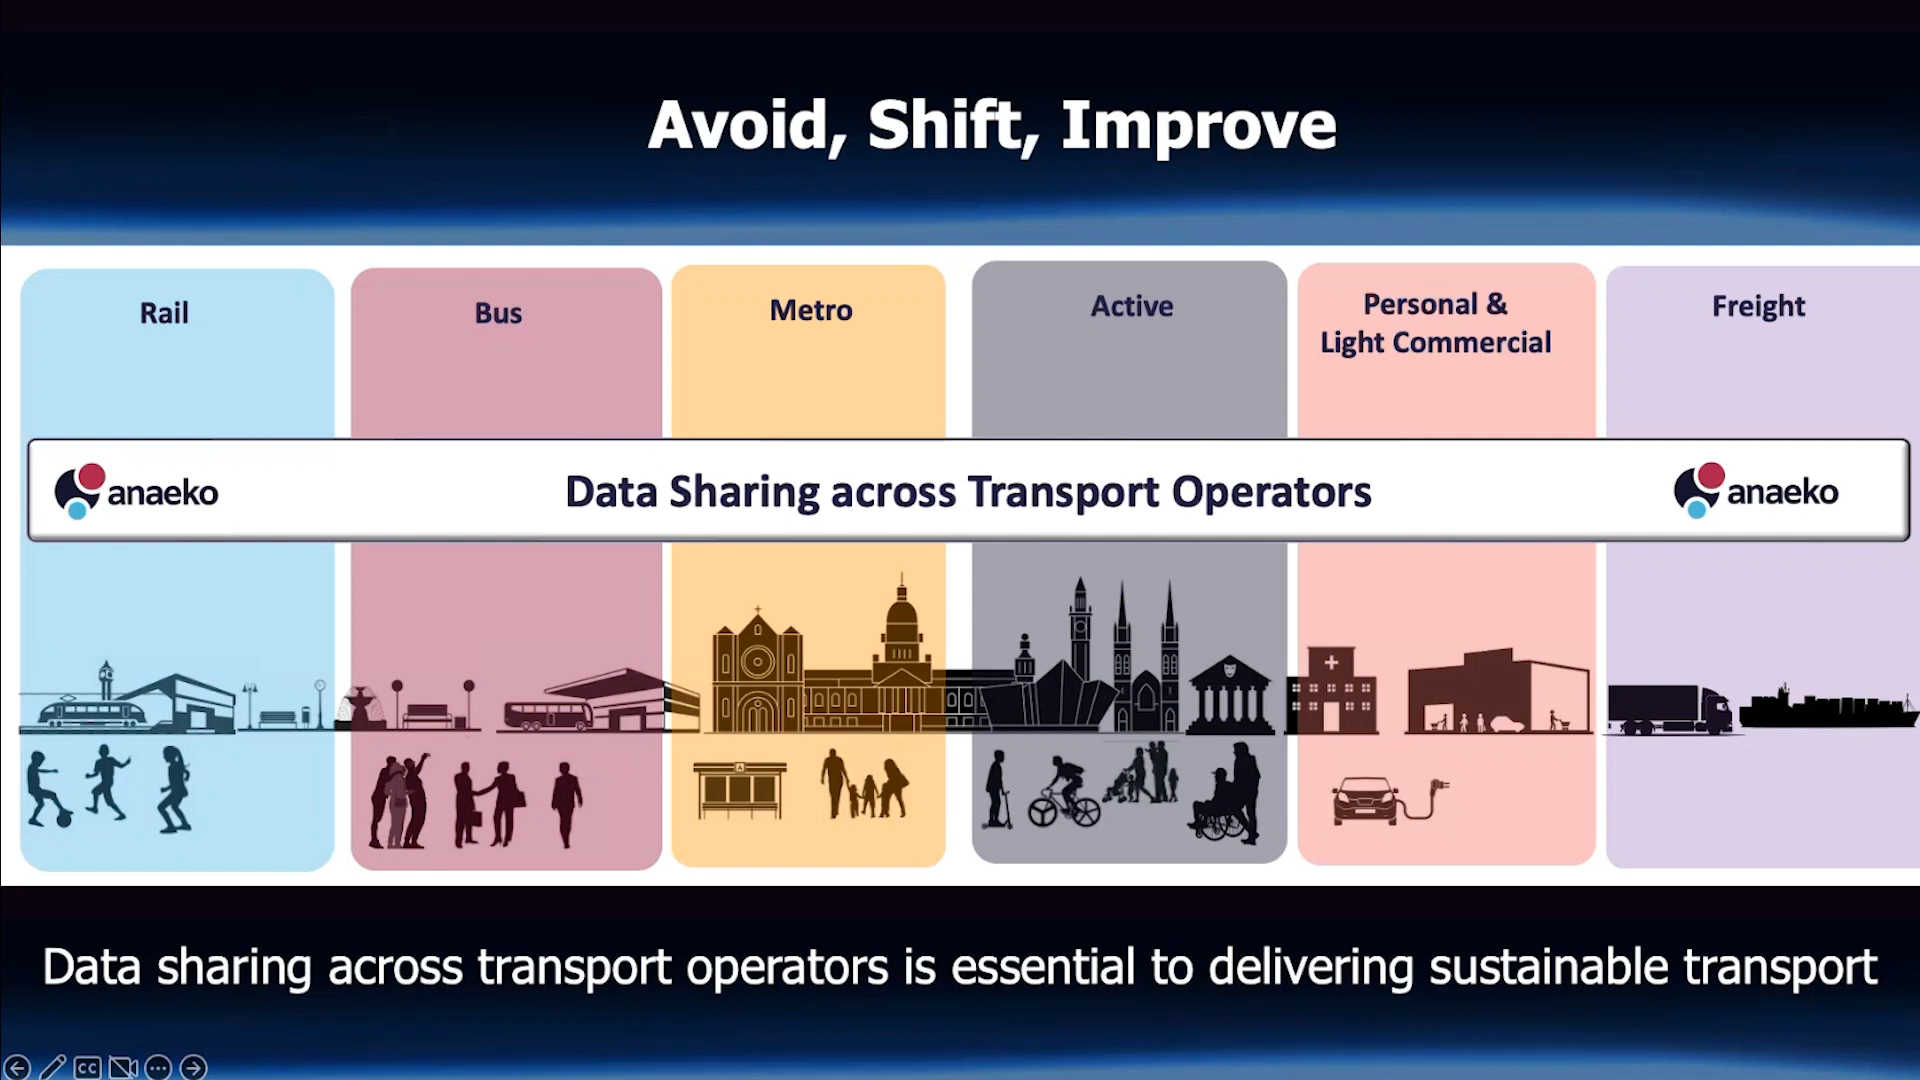 Avoid, Shift, Improve
Rail
Bus
Metro
Active
Personal &
Light Commercial
Freight
anaeko
Data Sharing across Transport Operators
anaeko
Data sharing across transport operators is essential to delivering sustainable transport
CC